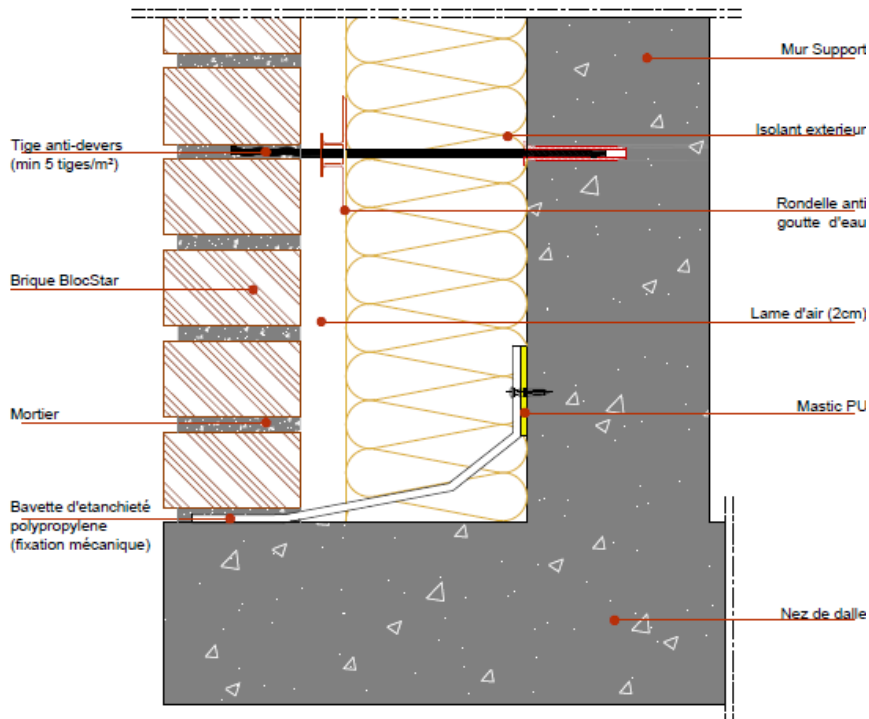 Mur Support
Isolant exterieur
Tige anti-devers
(min 5 tiges/m²)
Rondelle anti
goutte d'eau
Brique BlocStar
Lame d'air (2cm)
Mortier
Mastic PU
Bavette d'etancheité
polypropylene
(fixation mécanique)
Nez de dalle